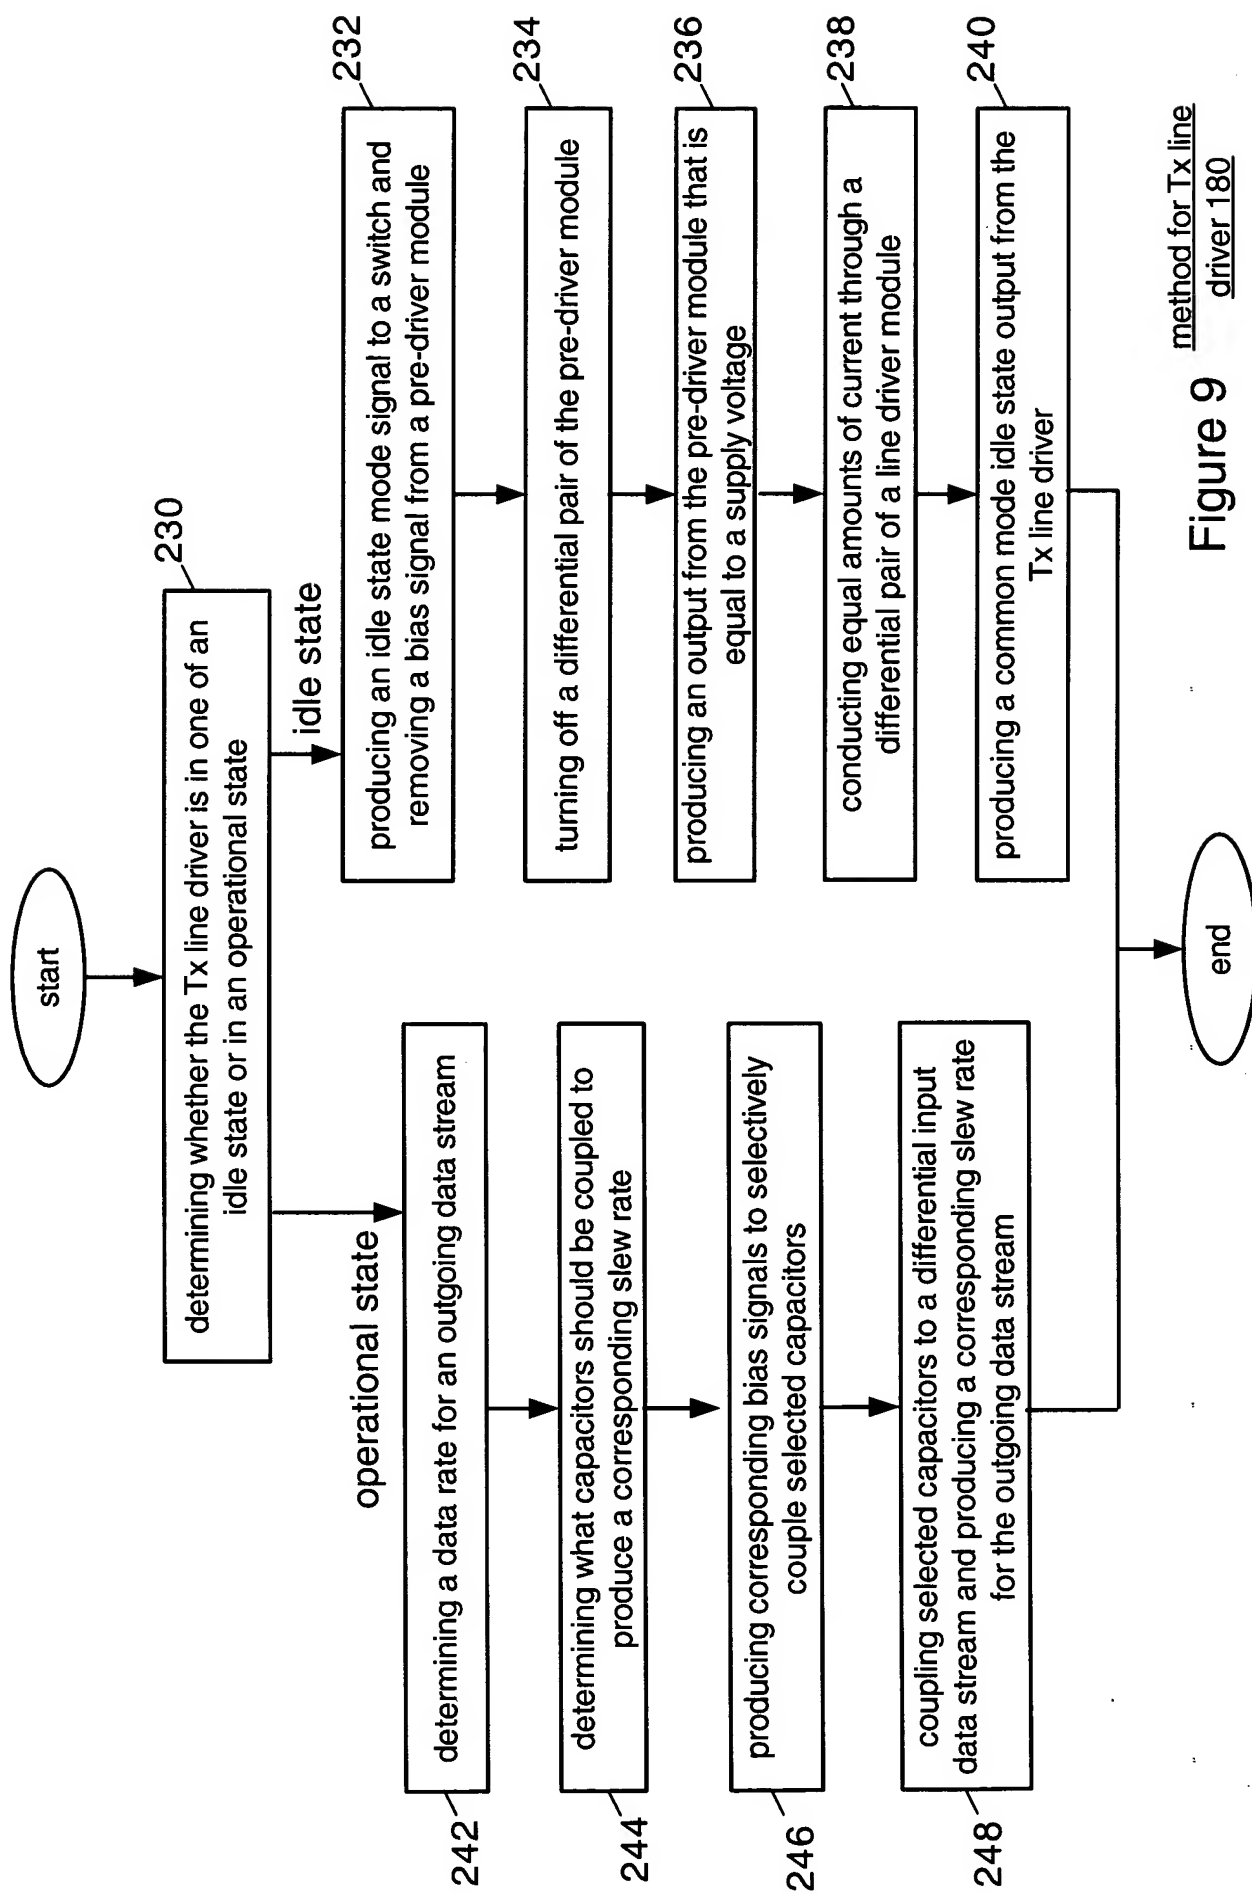 start
230
determining whether the Tx line driver is in one of an
idle state or in an operational state
operational state
242
determining a data rate for an outgoing data stream
244
determining what capacitors should be coupled to
produce a corresponding slew rate
246
producing corresponding bias signals to selectively
couple selected capacitors
248
coupling selected capacitors to a differential input
data stream and producing a corresponding slew rate
for the outgoing data stream
idle state
232
producing an idle state mode signal to a switch and
removing a bias signal from a pre-driver module
234
turning off a differential pair of the pre-driver module
236
producing an output from the pre-driver module that is
equal to a supply voltage
238
conducting equal amounts of current through a
differential pair of a line driver module
240
producing a common mode idle state output from the
Tx line driver
end
Figure 9
method for Tx line
driver 180